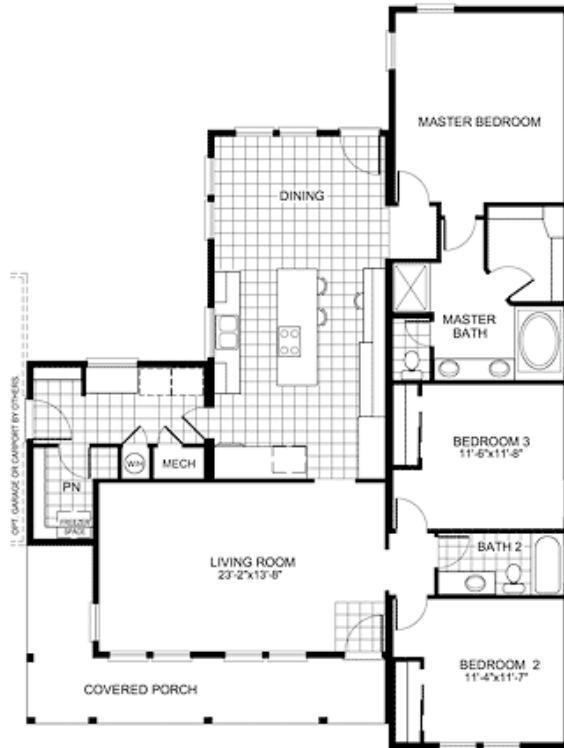 MASTER BEDROOM
DINING
MASTER
BATH
OPT. GARAGE OR CARPORT BY OTHERS
BEDROOM 3
11'-6"x11'-8"
W/H
MECH
PN
FREEZER
SPACE
BATH 2
LIVING ROOM
23'-2"x13'-8"
BEDROOM 2
11'-4"x11'-7"
COVERED PORCH